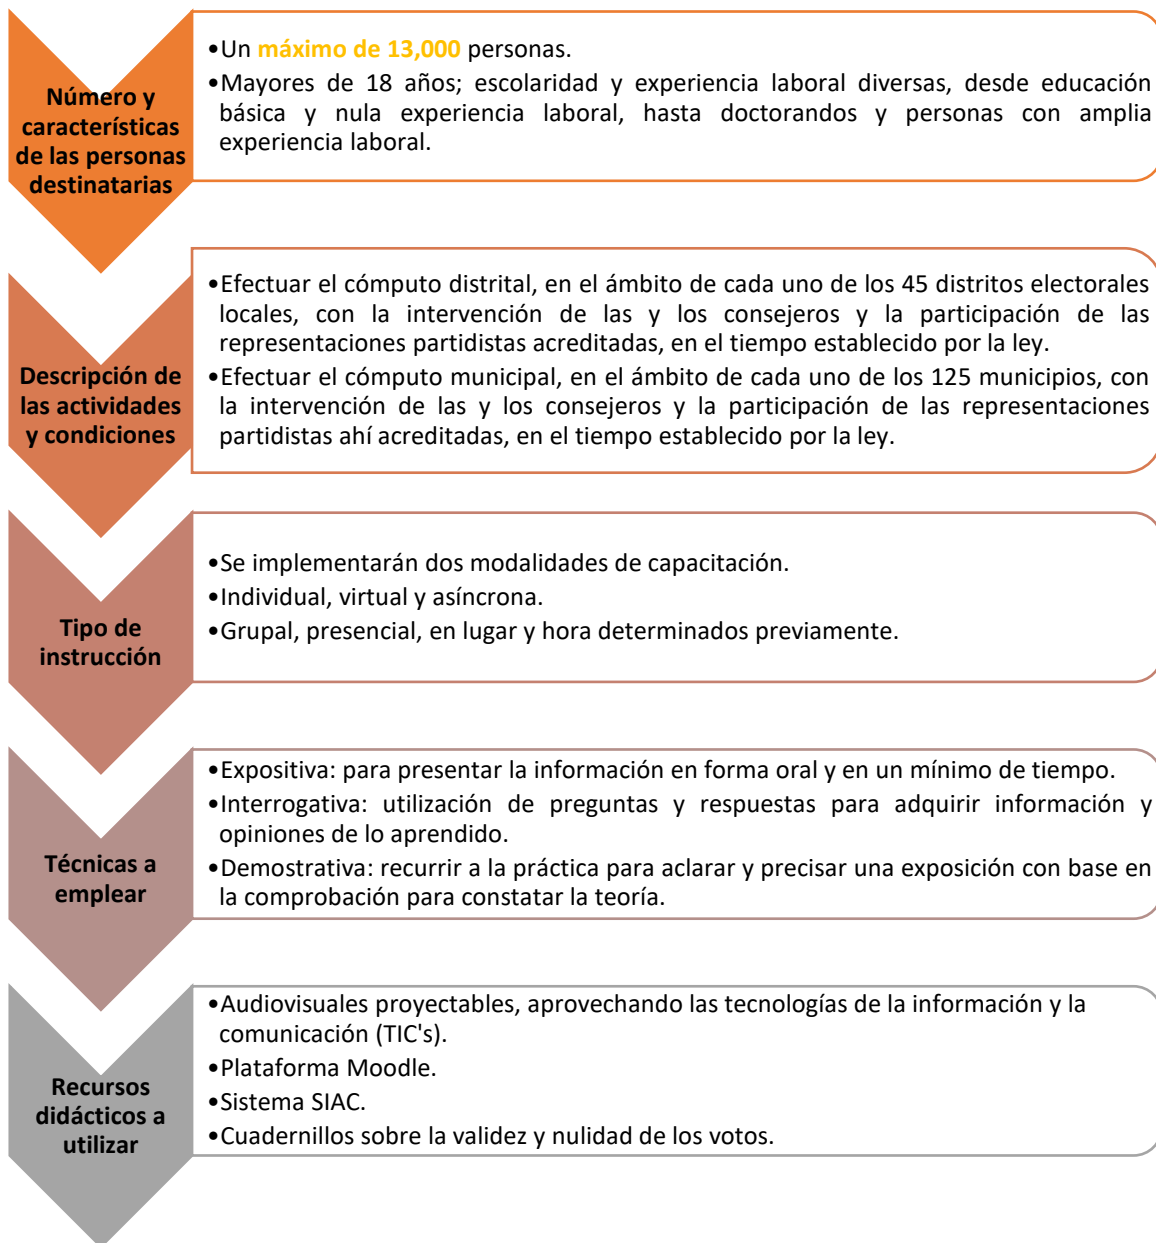 Número y
características
de las personas
destinatarias
•Un máximo de 13,000 personas.
•Mayores de 18 años; escolaridad y experiencia laboral diversas, desde educación
básica y nula experiencia laboral, hasta doctorandos y personas con amplia
experiencia laboral.
Descripción de
las actividades
y condiciones
•Efectuar el cómputo distrital, en el ámbito de cada uno de los 45 distritos electorales
locales, con la intervención de las y los consejeros y la participación de las
representaciones partidistas acreditadas, en el tiempo establecido por la ley.
•Efectuar el cómputo municipal, en el ámbito de cada uno de los 125 municipios, con
la intervención de las y los consejeros y la participación de las representaciones
partidistas ahí acreditadas, en el tiempo establecido por la ley.
Tipo de
instrucción
•Se implementarán dos modalidades de capacitación.
•Individual, virtual y asíncrona.
•Grupal, presencial, en lugar y hora determinados previamente.
Técnicas a
emplear
•Expositiva: para presentar la información en forma oral y en un mínimo de tiempo.
•Interrogativa: utilización de preguntas y respuestas para adquirir información y
opiniones de lo aprendido.
•Demostrativa: recurrir a la práctica para aclarar y precisar una exposición con base en
la comprobación para constatar la teoría.
Recursos
didácticos a
utilizar
•Audiovisuales proyectables, aprovechando las tecnologías de la información y la
comunicación (TIC's).
•Plataforma Moodle.
•Sistema SIAC.
•Cuadernillos sobre la validez y nulidad de los votos.